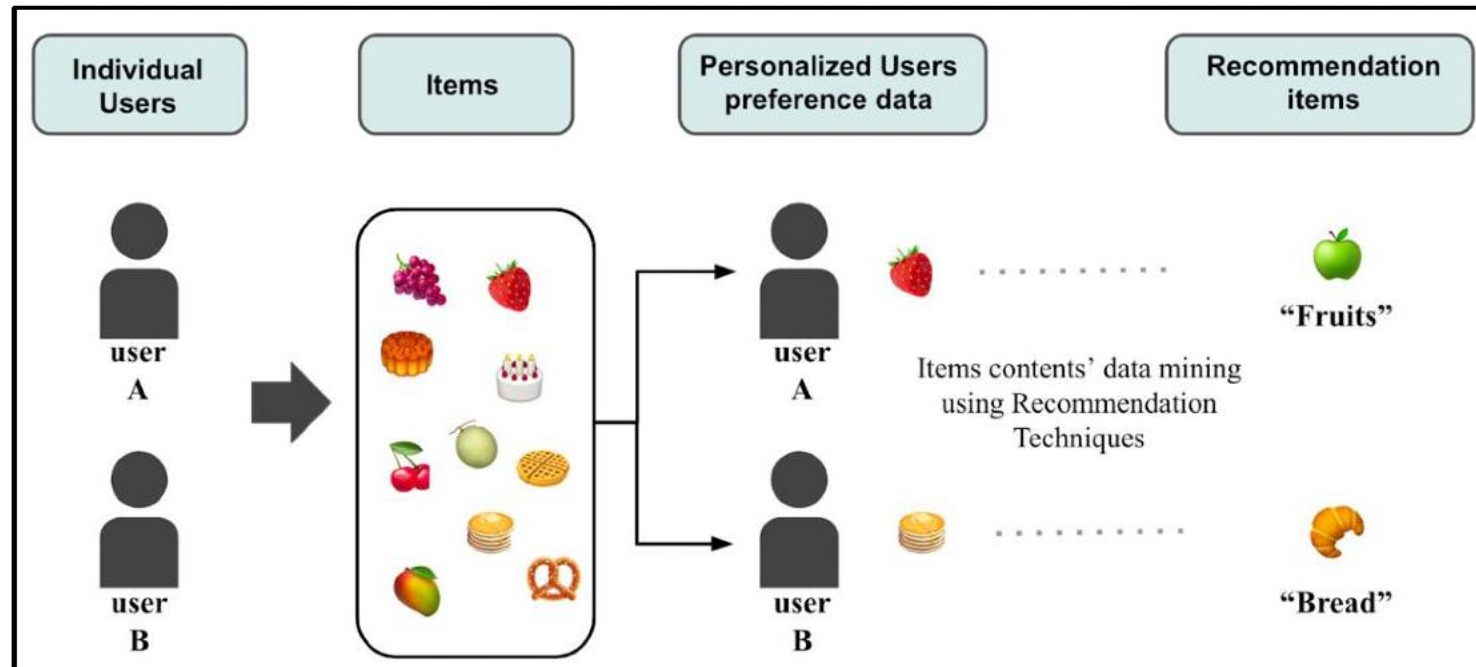 Individual
Users
Items
Personalized Users
preference data
Recommendation
items
user
A
user
B
user
A
user
B
Items contents’ data mining
using Recommendation
Techniques
“Fruits”
“Bread”